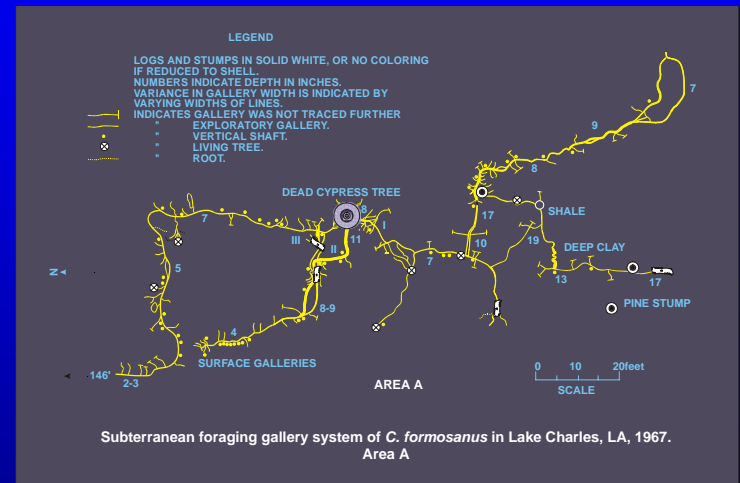 LEGEND
LOGS AND STUMPS IN SOLID WHITE, OR NO COLORING
IF REDUCED TO SHELL.
NUMBERS INDICATE DEPTH IN INCHES.
VARIANCE IN GALLERY WIDTH IS INDICATED BY
VARYING WIDTHS OF LINES.
INDICATES GALLERY WAS NOT TRACED FURTHER
" EXPLORATORY GALLERY.
" VERTICAL SHAFT.
" LIVING TREE.
" ROOT.
7
9
8
DEAD CYPRESS TREE
8
7
I
17
SHALE
III
II
11
10
19
DEEP CLAY
N
5
7
13
17
8-9
PINE STUMP
4
SURFACE GALLERIES
146'
2-3
AREA A
0 10 20feet
SCALE
Subterranean foraging gallery system of C. formosanus in Lake Charles, LA, 1967.
Area A